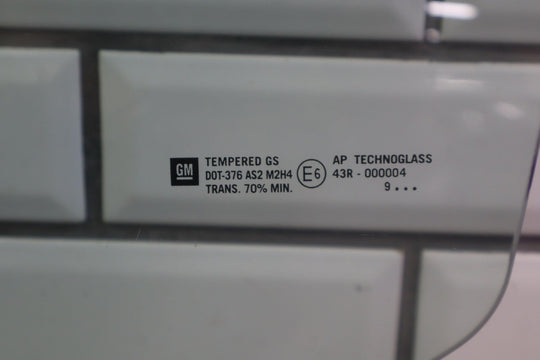 GM
TEMPERED GS
DOT-376 AS2 M2H4
TRANS. 70% MIN.
E6
AP TECHNOGLASS
43R - 000004
9...